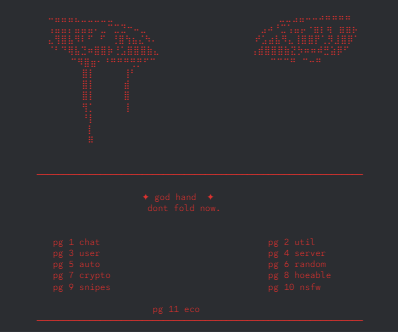 ✦ god hand ✦
dont fold now.
pg 1 chat pg 2 util
pg 3 user pg 4 server
pg 5 auto pg 6 random
pg 7 crypto pg 8 hoeable
pg 9 snipes pg 10 nsfw
pg 11 eco